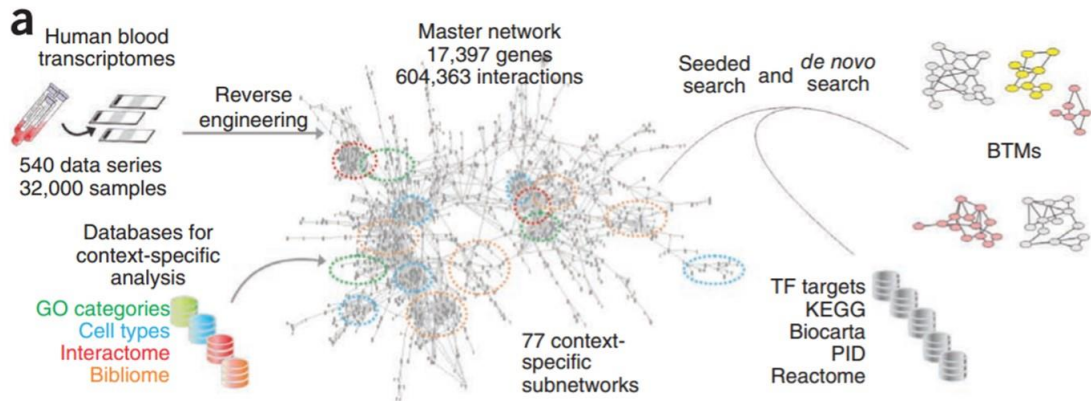 a
Human blood
transcriptomes
540 data series
32,000 samples
Reverse
engineering
Databases for
context-specific
analysis
GO categories
Cell types
Interactome
Bibliome
Master network
17,397 genes
604,363 interactions
77 context-
specific
subnetworks
Seeded
search
and
de novo
search
BTMs
TF targets
KEGG
Biocarta
PID
Reactome